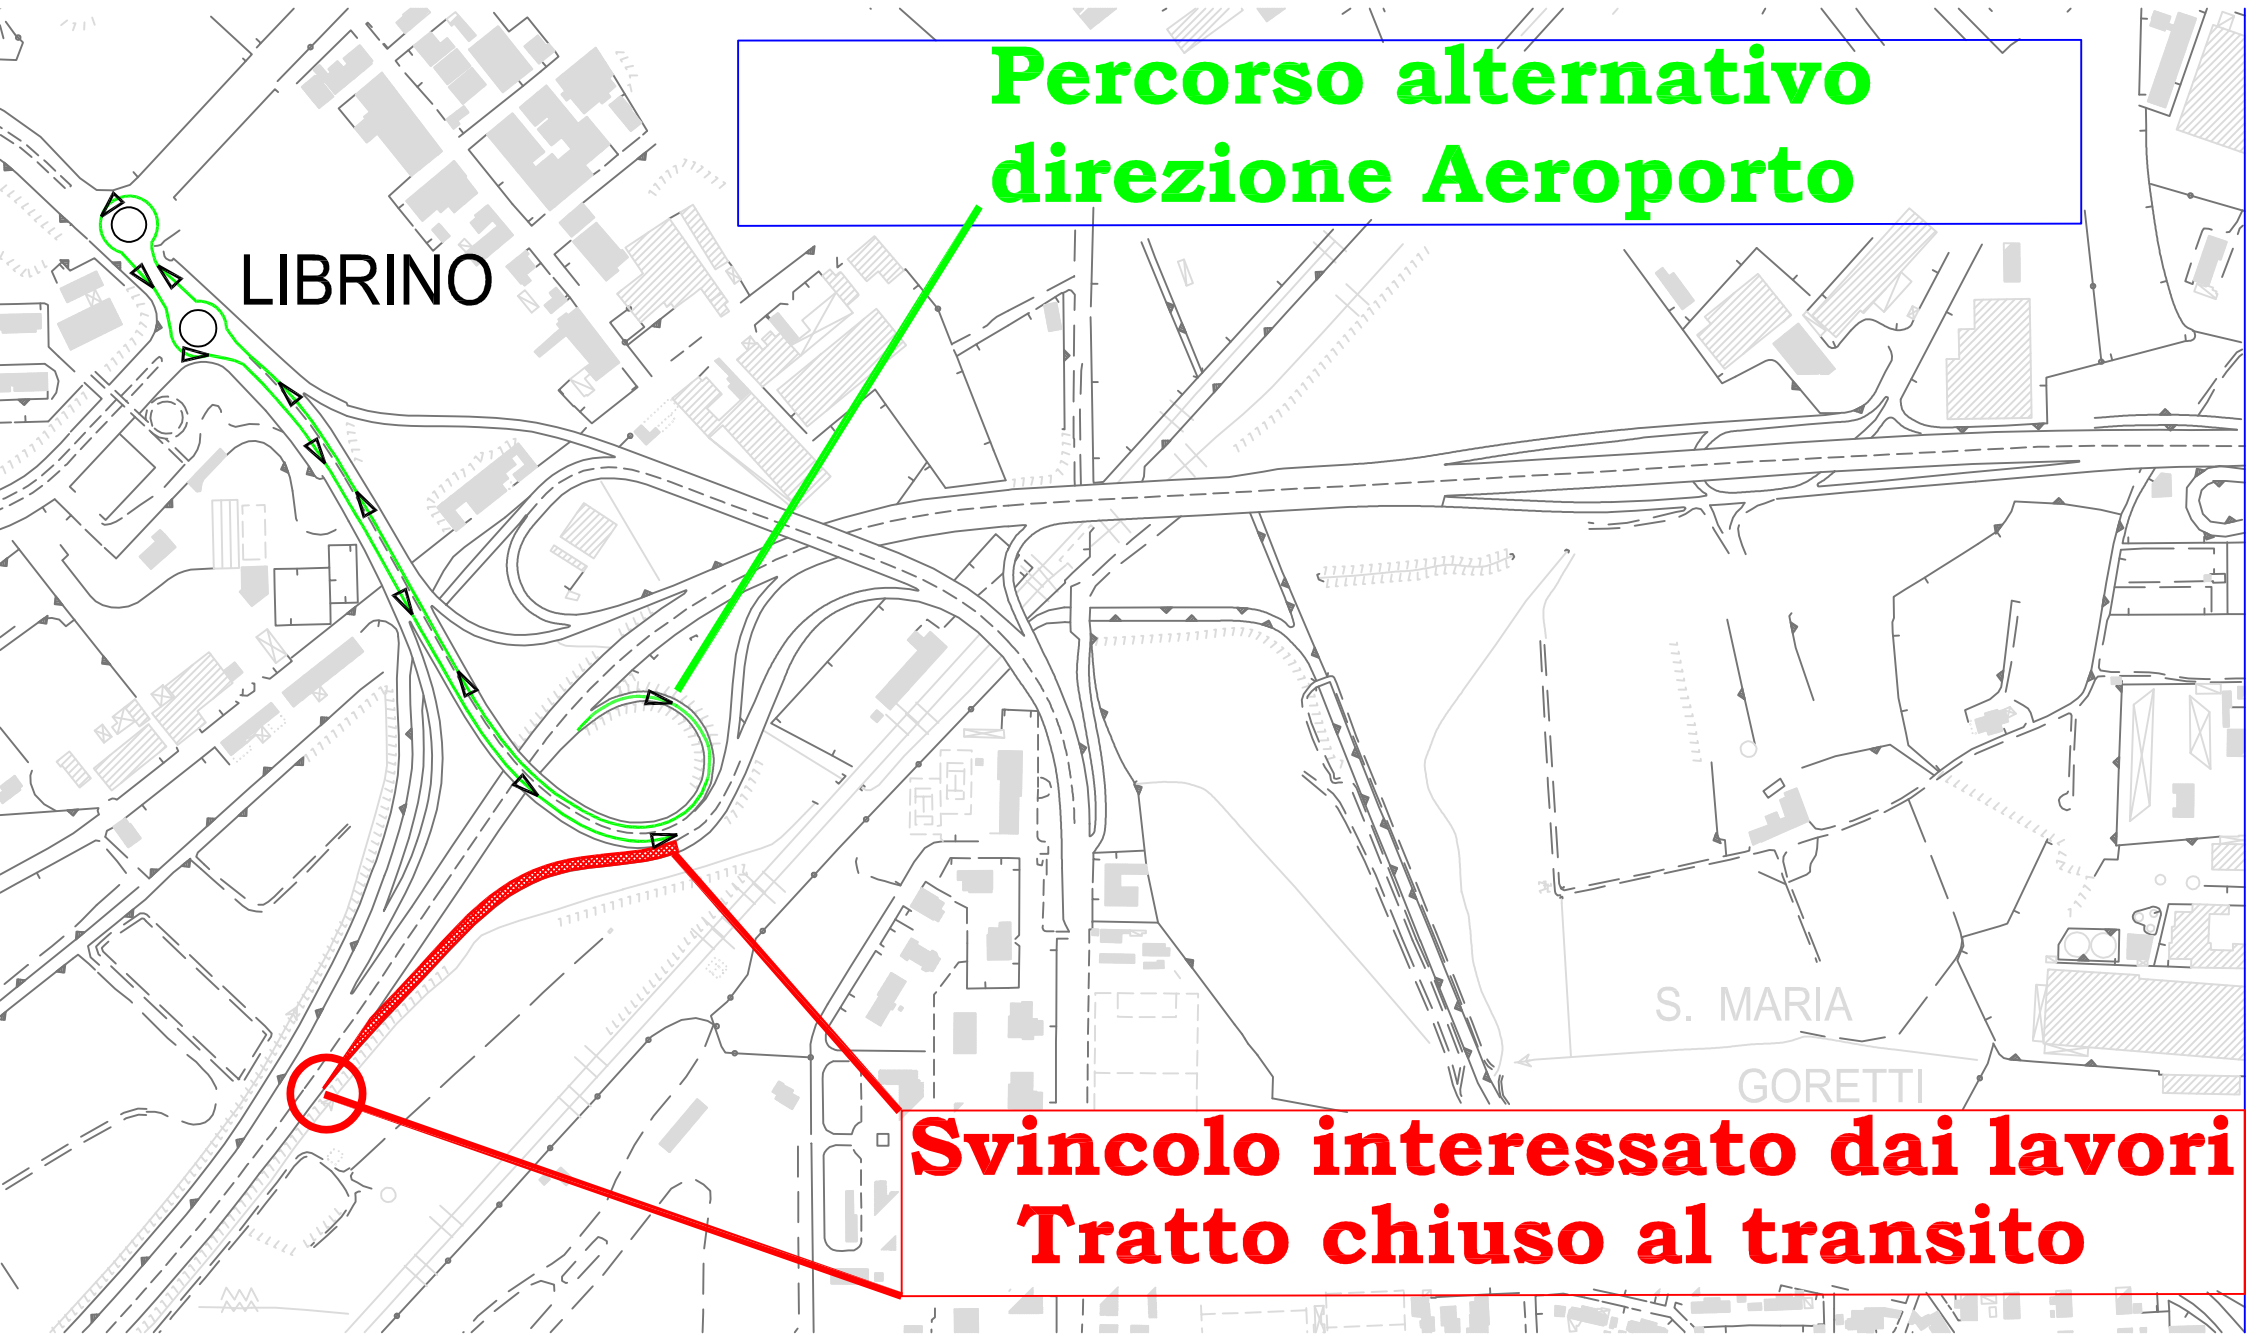 Percorso alternativo
direzione Aeroporto
LIBRINO
S. MARIA
GORETTI
Svincolo interessato dai lavori
Tratto chiuso al transito